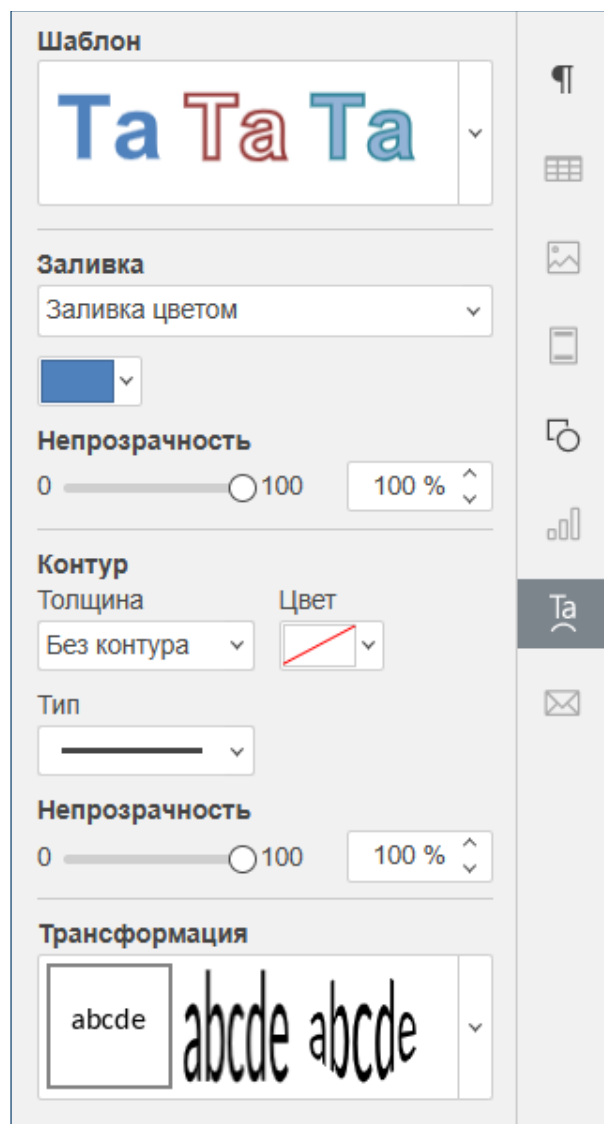 Шаблон
Ta Ta Ta
Заливка
Заливка цветом
Непрозрачность
0 100 100 %
Контур
Толщина Цвет
Без контура
Тип
Непрозрачность
0 100 100 %
Трансформация
abcde abcde abcde
¶
Ta